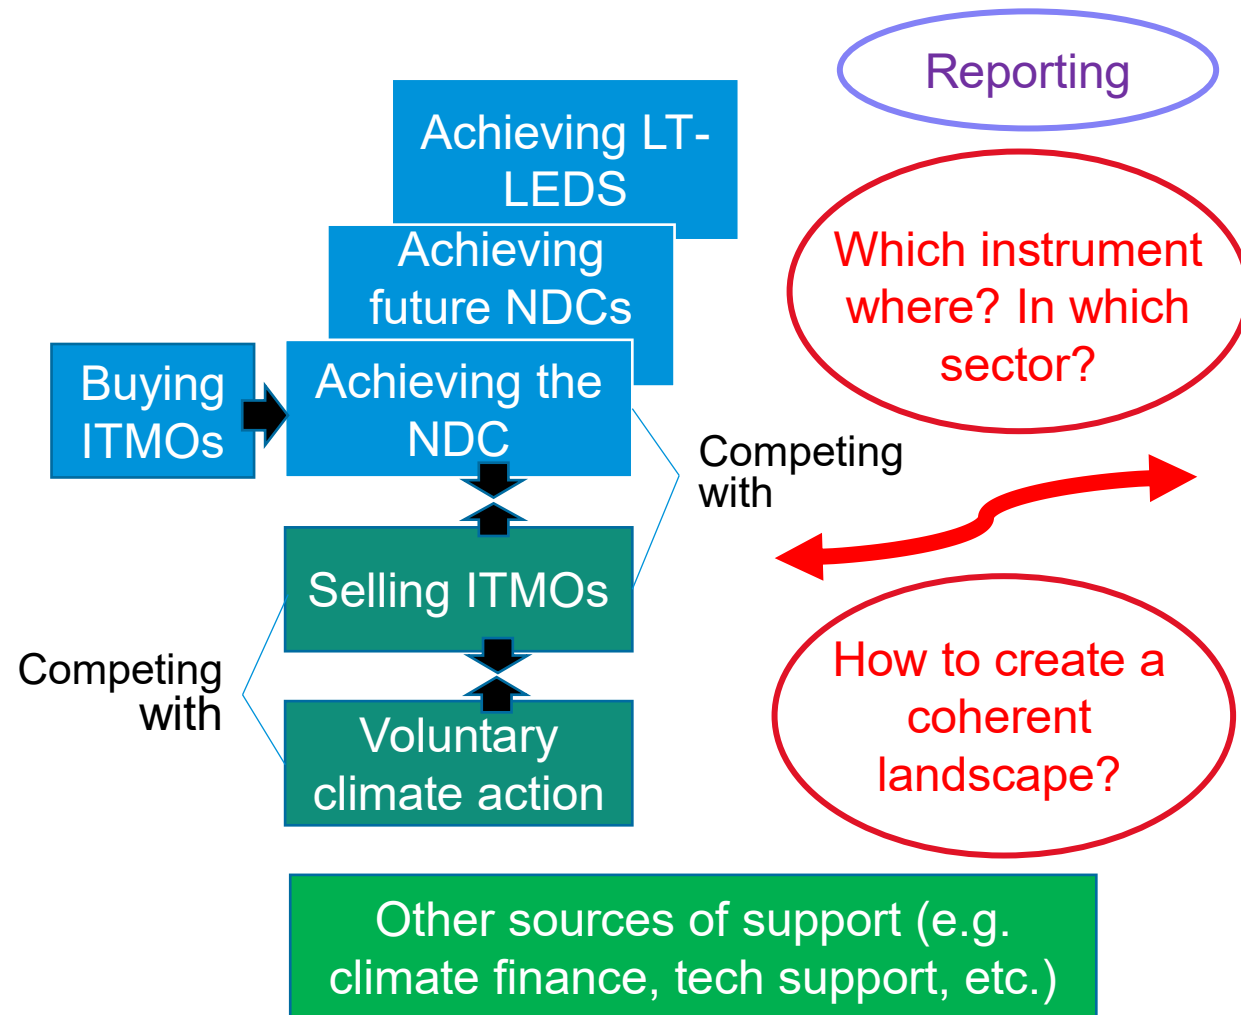 Reporting
Achieving LT-
LEDS
Achieving
future NDCs
Which instrument
where? In which
sector?
Buying
ITMOs
Achieving the
NDC
Competing
with
Selling ITMOs
Competing
with
Voluntary
climate action
How to create a
coherent
landscape?
Other sources of support (e.g.
climate finance, tech support, etc.)